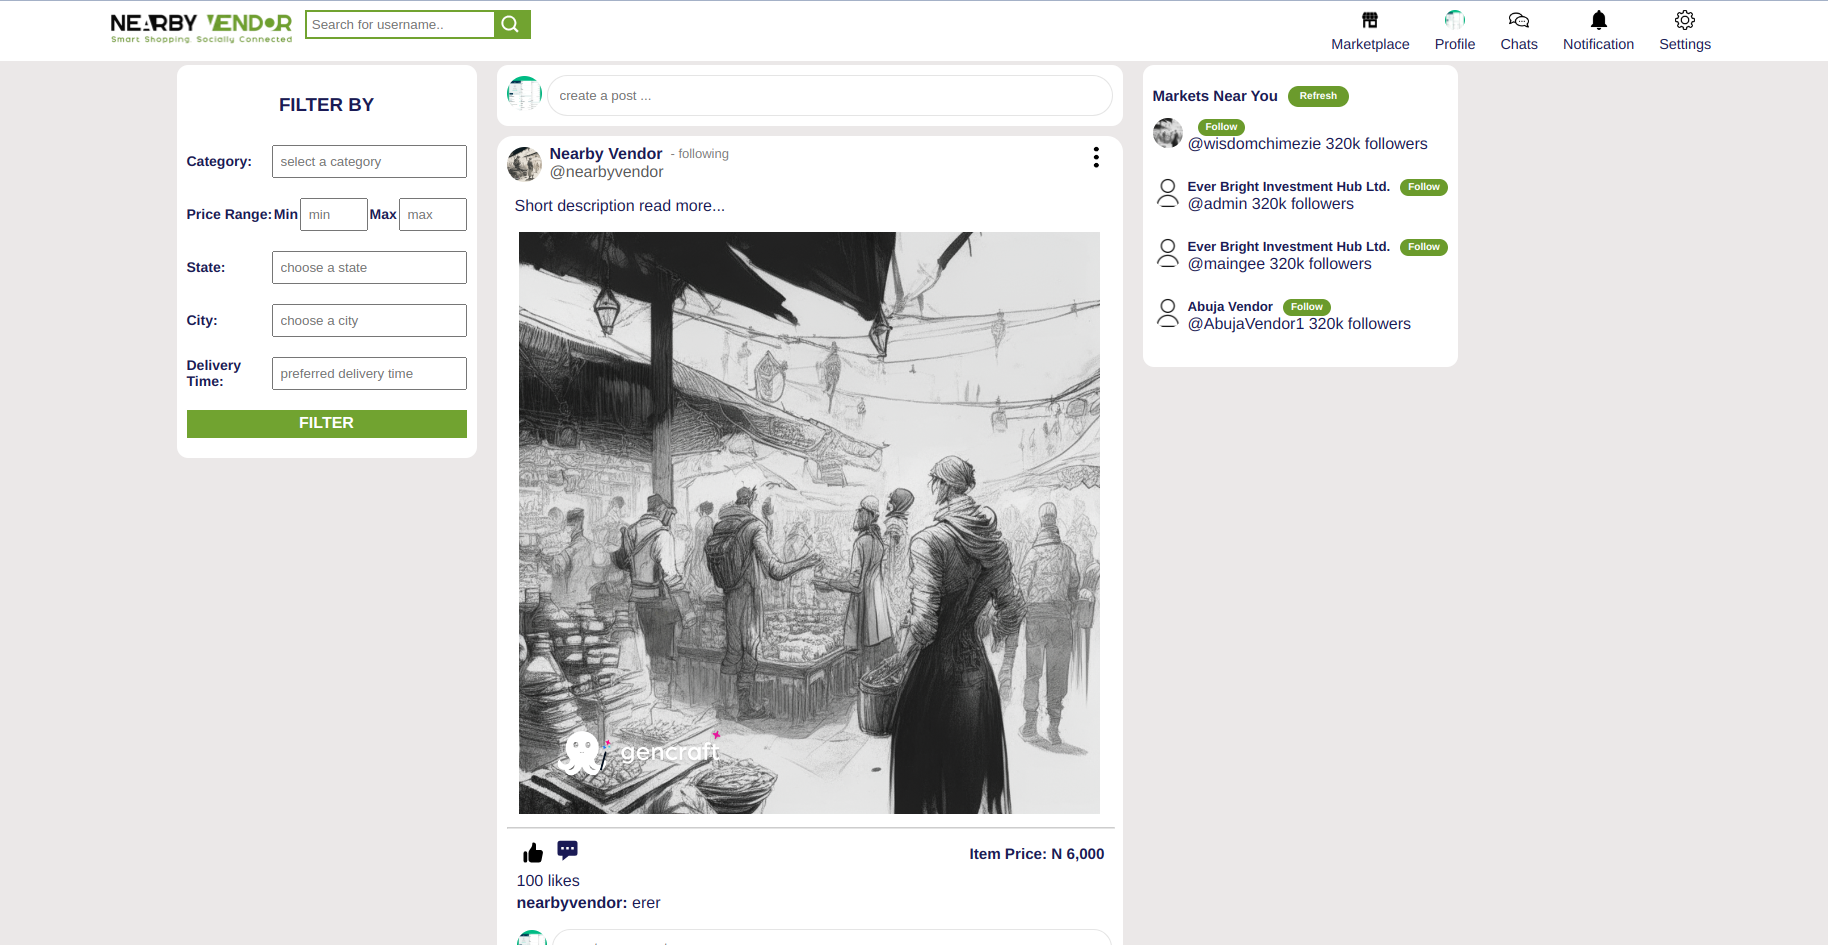 NEARBY VENDOR
Smart Shopping. Socially Connected
Search for username..
Marketplace
Profile
Chats
Notification
Settings
FILTER BY
Category:
select a category
Price Range: Min
min
Max
max
State:
choose a state
City:
choose a city
Delivery
Time:
preferred delivery time
FILTER
create a post ...
Nearby Vendor - following
@nearbyvendor
Short description read more...
gencraft
Item Price: N 6,000
100 likes
nearbyvendor: erer
Markets Near You
Refresh
Follow
@wisdomchimezie 320k followers
Ever Bright Investment Hub Ltd.
Follow
@admin 320k followers
Ever Bright Investment Hub Ltd.
Follow
@maingee 320k followers
Abuja Vendor
Follow
@AbujaVendor1 320k followers